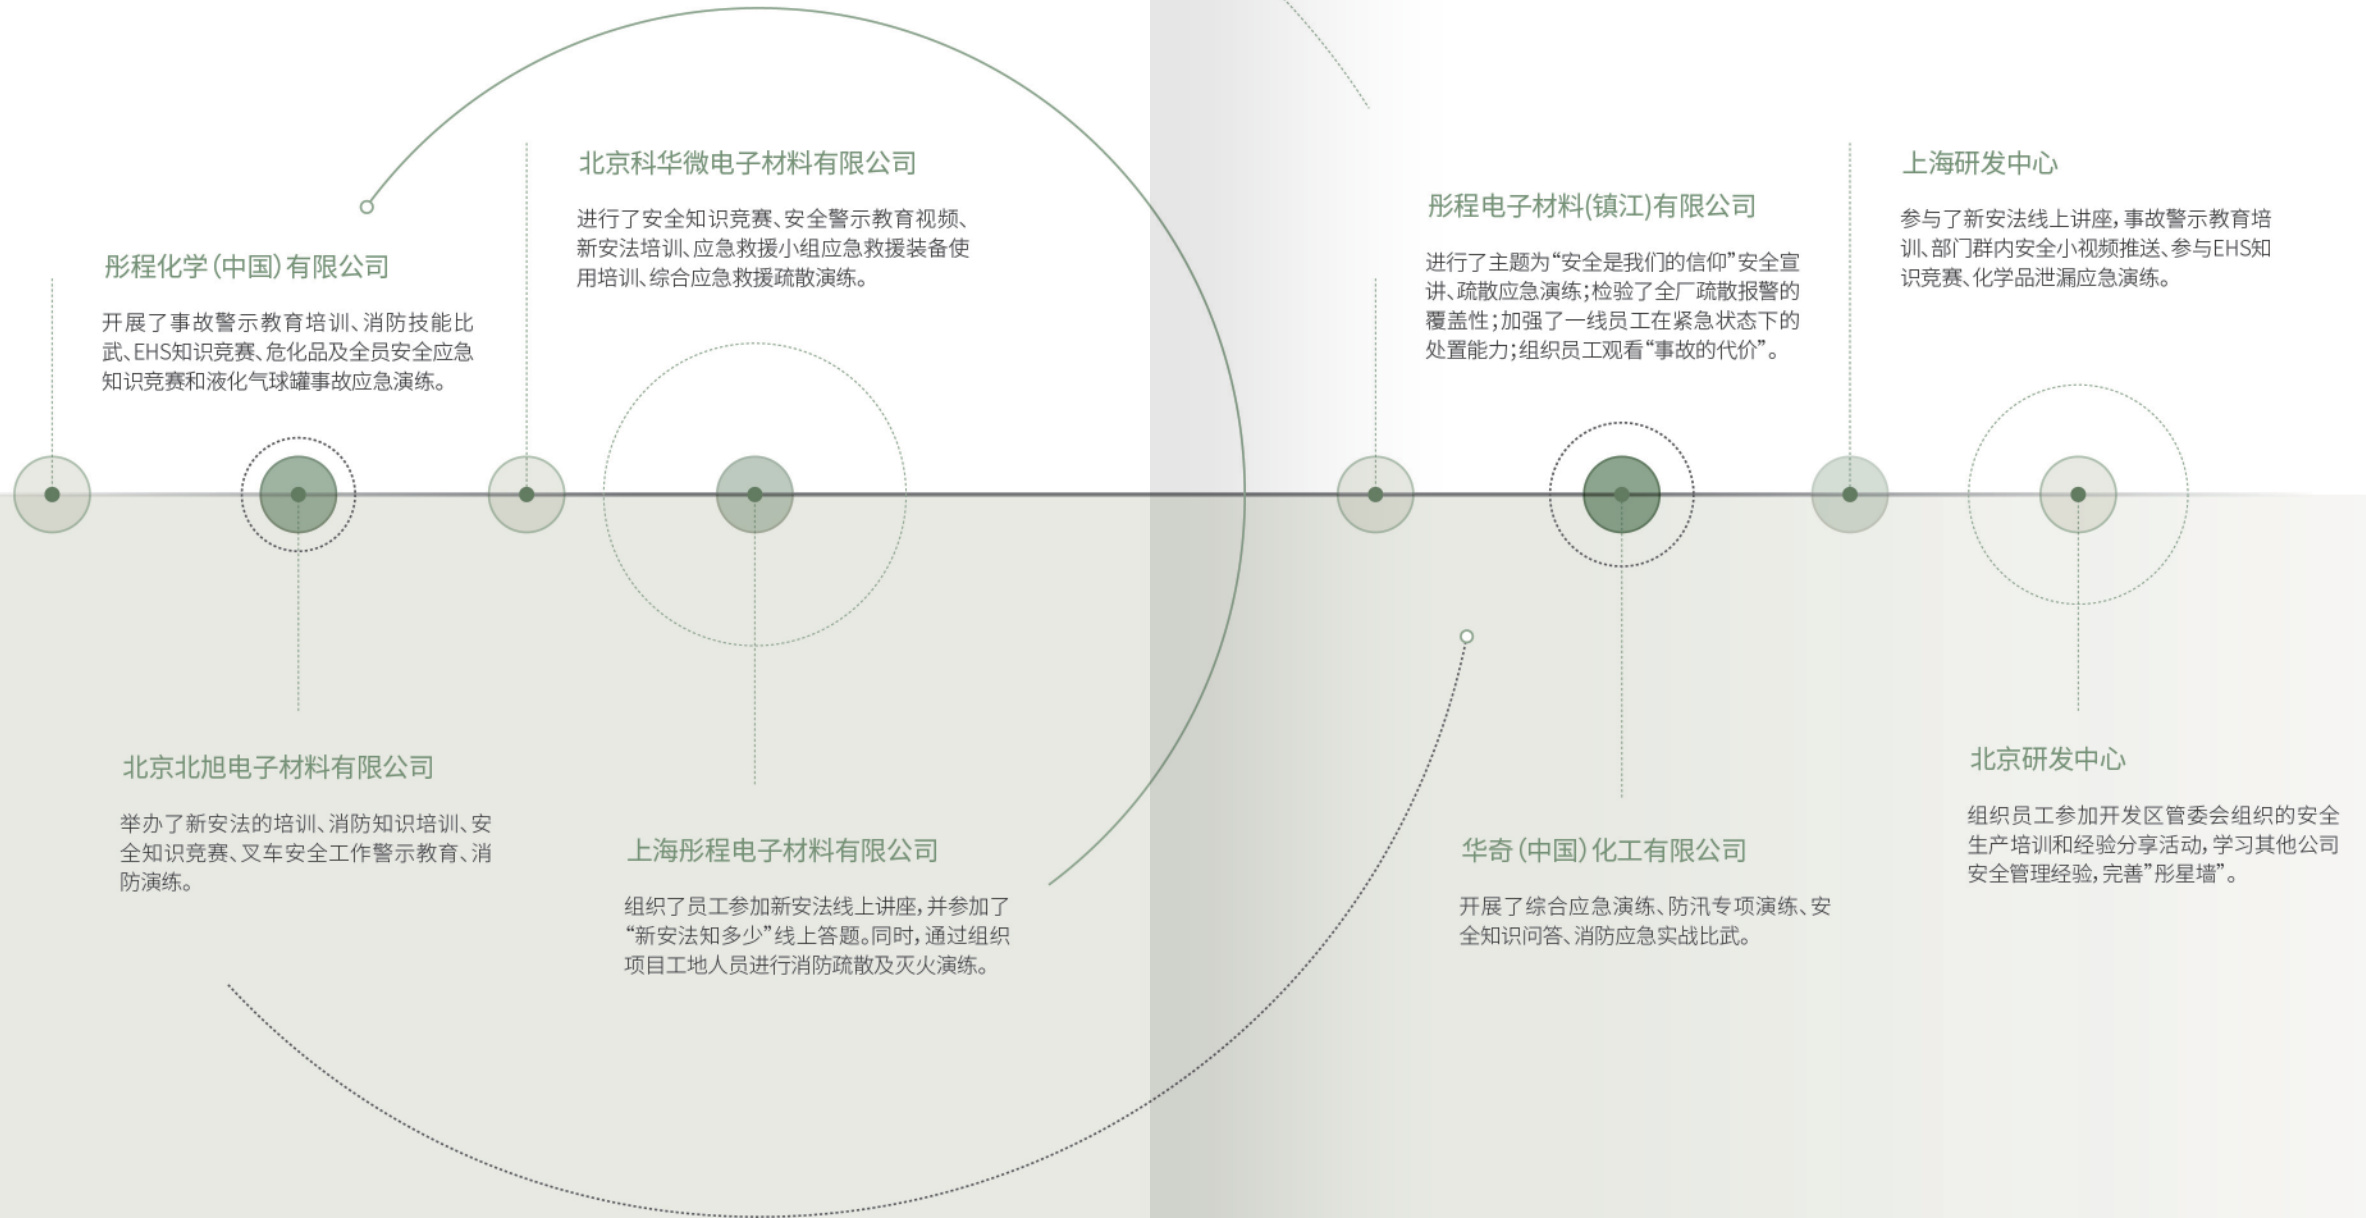 彤程化学（中国）有限公司
开展了事故警示教育培训、消防技能比
武、EHS知识竞赛、危化品及全员安全应急
知识竞赛和液化气球罐事故应急演练。
北京科华微电子材料有限公司
进行了安全知识竞赛、安全警示教育视频、
新安法培训、应急救援小组应急救援装备使
用培训、综合应急救援疏散演练。
彤程电子材料(镇江)有限公司
进行了主题为“安全是我们的信仰”安全宣
讲、疏散应急演练；检验了全厂疏散报警的
覆盖性；加强了一线员工在紧急状态下的
处置能力；组织员工观看“事故的代价”。
上海研发中心
参与了新安法线上讲座，事故警示教育培
训、部门群内安全小视频推送、参与EHS知
识竞赛、化学品泄漏应急演练。
北京北旭电子材料有限公司
举办了新安法的培训、消防知识培训、安
全知识竞赛、叉车安全工作警示教育、消
防演练。
上海彤程电子材料有限公司
组织了员工参加新安法线上讲座，并参加了
“新安法知多少”线上答题。同时，通过组织
项目工地人员进行消防疏散及灭火演练。
华奇（中国）化工有限公司
开展了综合应急演练、防汛专项演练、安
全知识问答、消防应急实战比武。
北京研发中心
组织员工参加开发区管委会组织的安全
生产培训和经验分享活动，学习其他公司
安全管理经验，完善”彤星墙”。